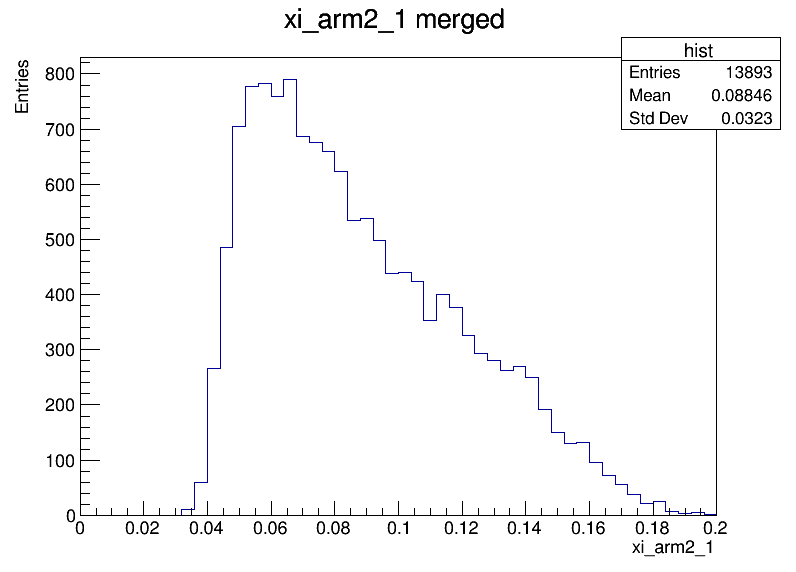 xi_arm2_1 merged
hist
Entries 13893
Mean 0.08846
Std Dev 0.0323
Entries
800
700
600
500
400
300
200
100
0
0 0.02 0.04 0.06 0.08 0.1 0.12 0.14 0.16 0.18 0.2
xi_arm2_1